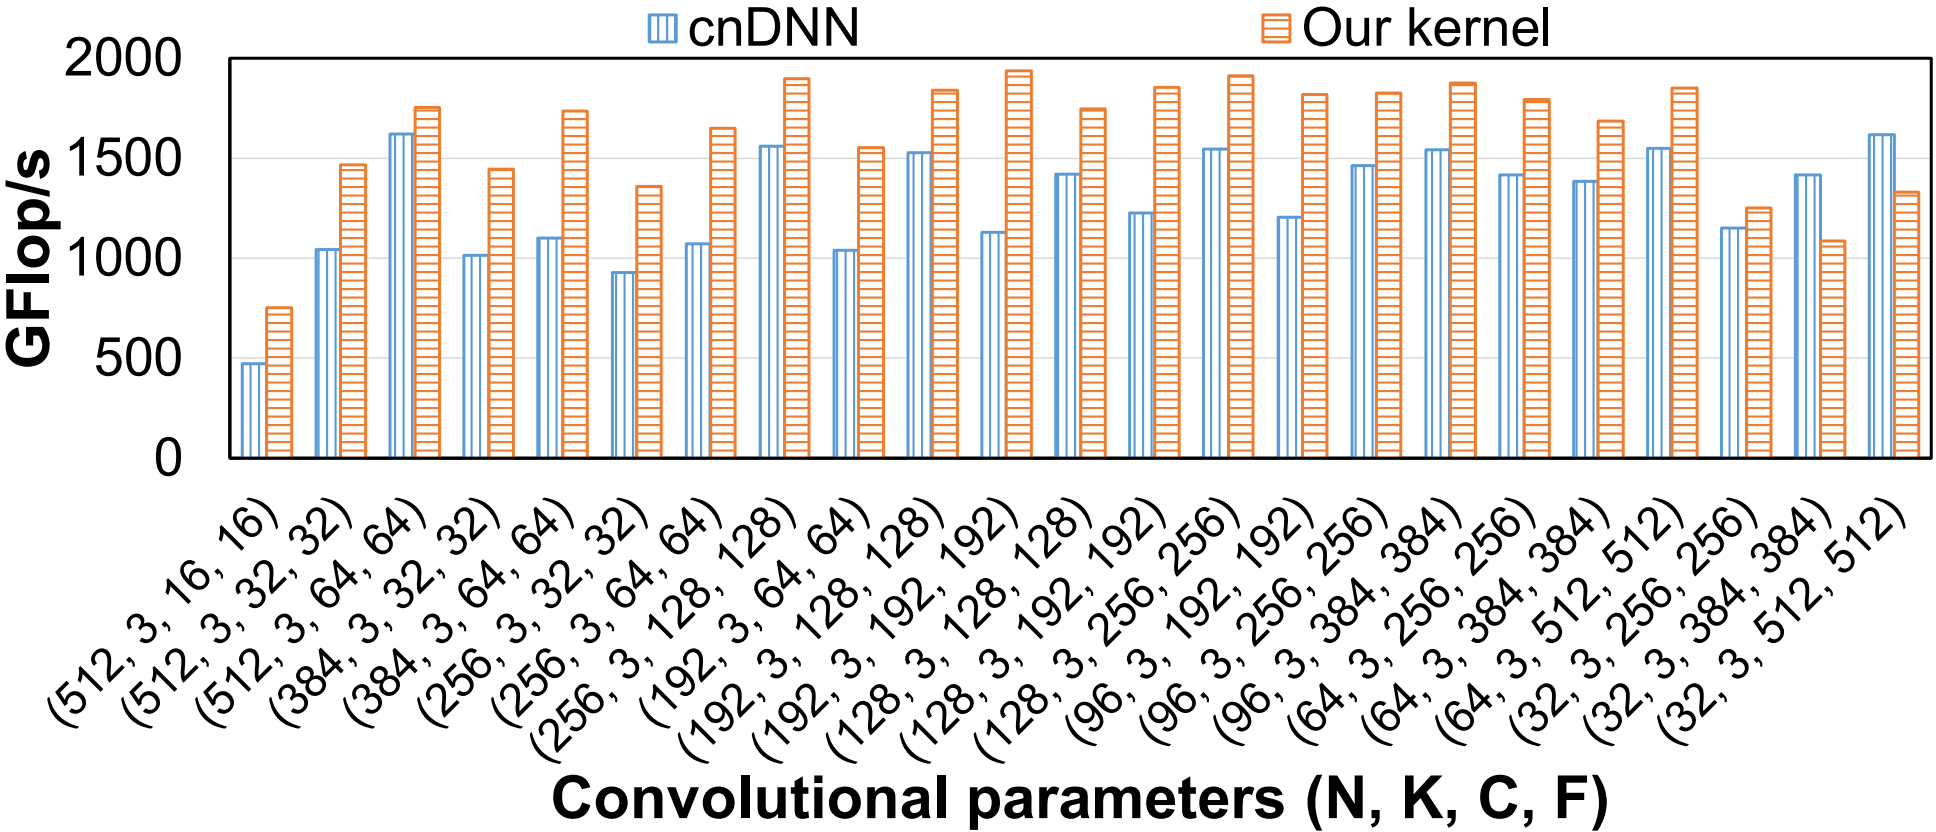 cnDNN
Our kernel
GFlop/s
2000
1500
1000
500
0
(512, 3, 16, 16)
(512, 3, 32, 32)
(512, 3, 64, 64)
(384, 3, 32, 32)
(384, 3, 64, 64)
(256, 3, 32, 32)
(256, 3, 64, 64)
(256, 3, 128, 128)
(192, 3, 64, 64)
(192, 3, 128, 128)
(192, 3, 192, 192)
(128, 3, 128, 128)
(128, 3, 192, 192)
(128, 3, 256, 256)
(96, 3, 192, 192)
(96, 3, 256, 256)
(96, 3, 384, 384)
(64, 3, 256, 256)
(64, 3, 384, 384)
(64, 3, 512, 512)
(32, 3, 256, 256)
(32, 3, 384, 384)
(32, 3, 512, 512)
Convolutional parameters (N, K, C, F)